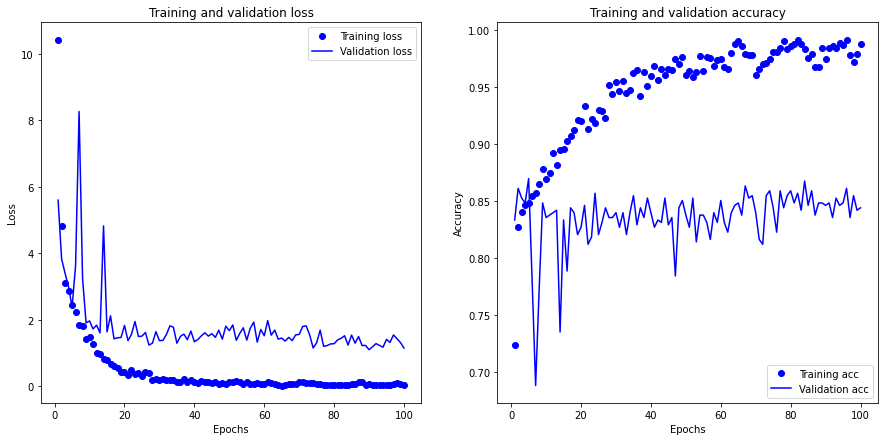 Training and validation loss
Training loss
Validation loss
10
8
6
4
2
0
Loss
0
20
40
60
80
100
Epochs
Training and validation accuracy
1.00
0.95
0.90
0.85
0.80
0.75
0.70
Accuracy
Training acc
Validation acc
0
20
40
60
80
100
Epochs